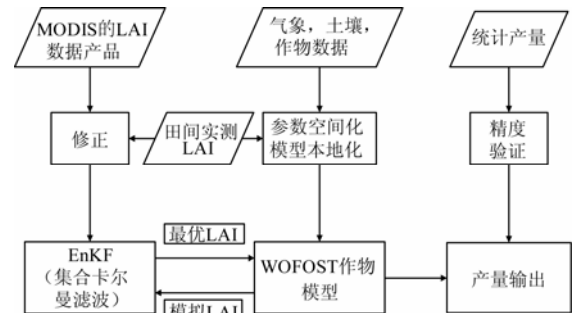 MODIS的LAI
数据产品
气象，土壤，
作物数据
统计产量
修正
田间实测
LAI
参数空间化
模型本地化
精度
验证
最优LAI
EnKF
（集合卡尔
曼滤波）
WOFOST作物
模型
产量输出
模拟LAI